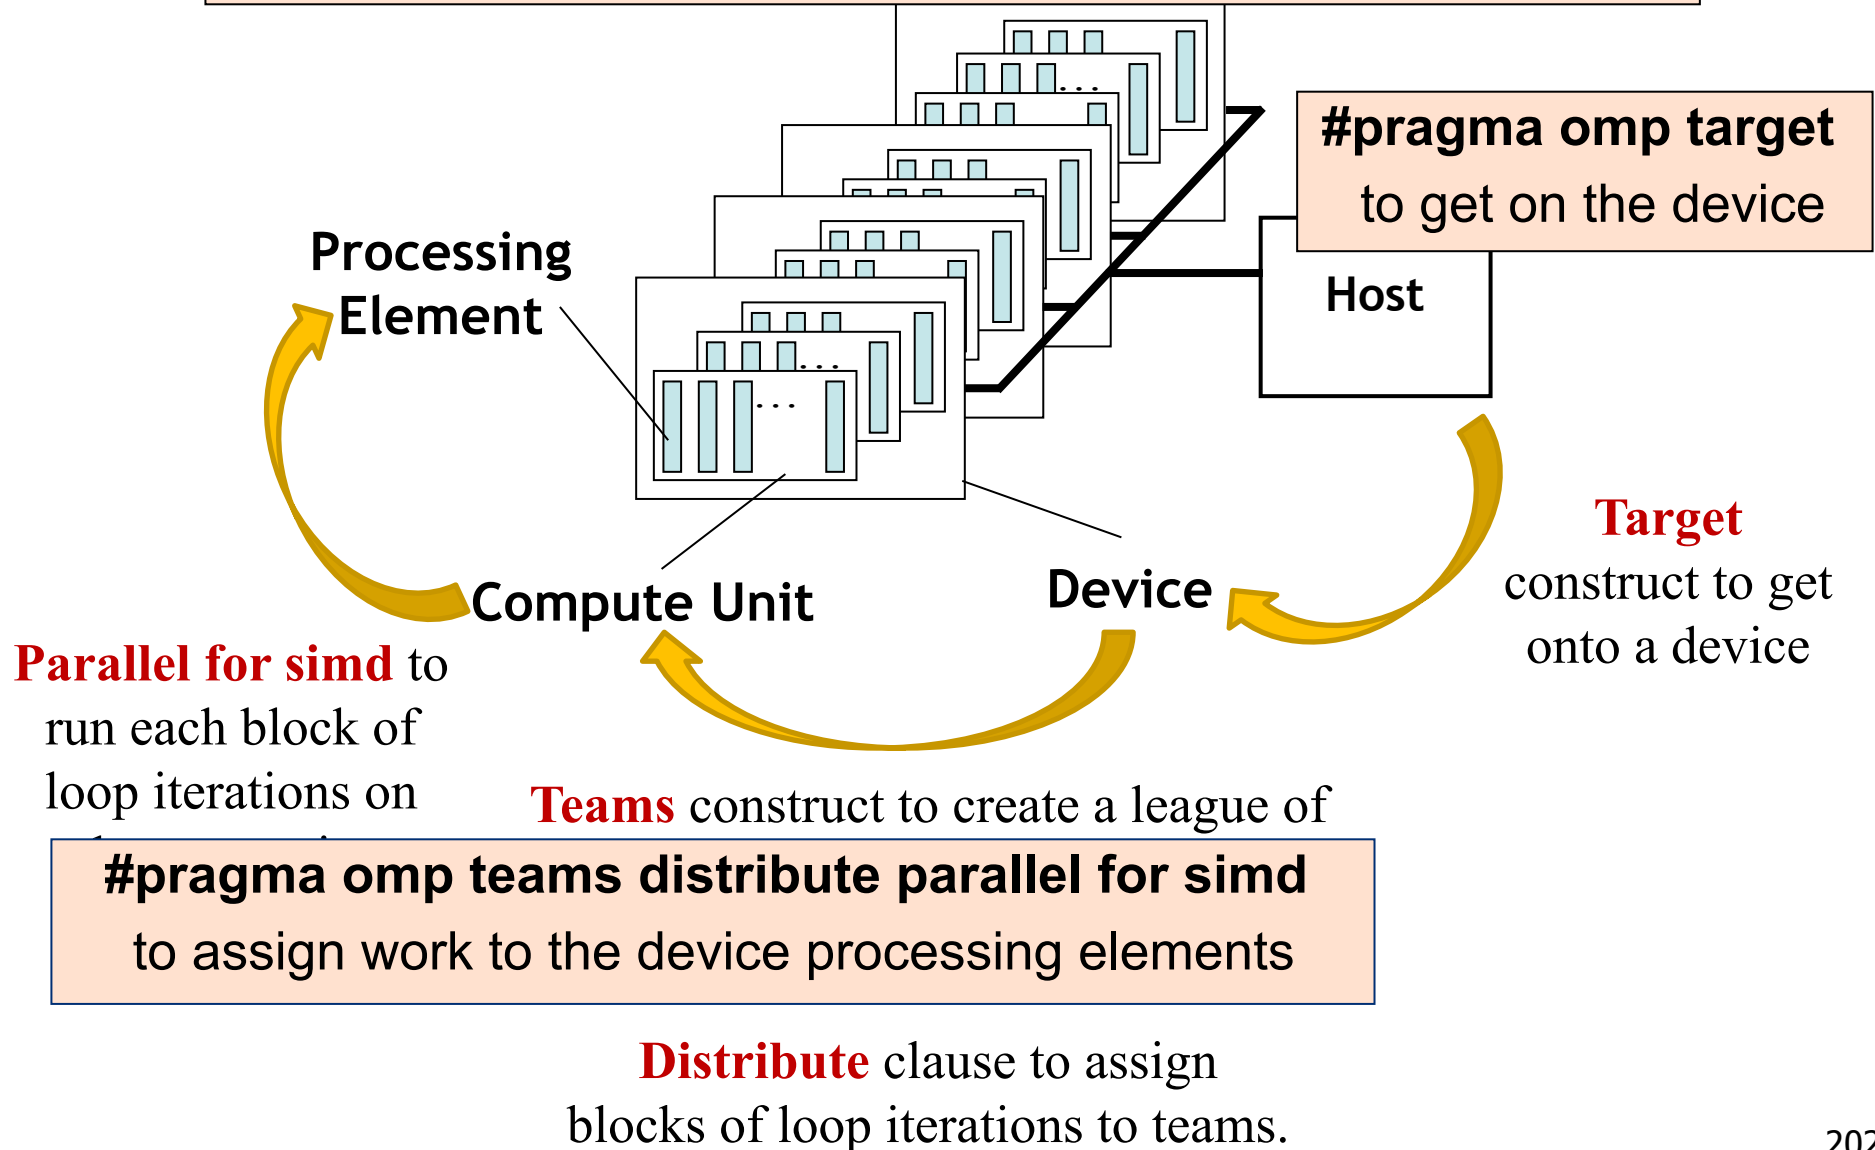 #pragma omp target
to get on the device
Processing
Element
Host
...
...
...
Target
construct to get
onto a device
Compute Unit
Device
Parallel for simd to
run each block of
loop iterations on
Teams construct to create a league of
#pragma omp teams distribute parallel for simd
to assign work to the device processing elements
Distribute clause to assign
blocks of loop iterations to teams.
202